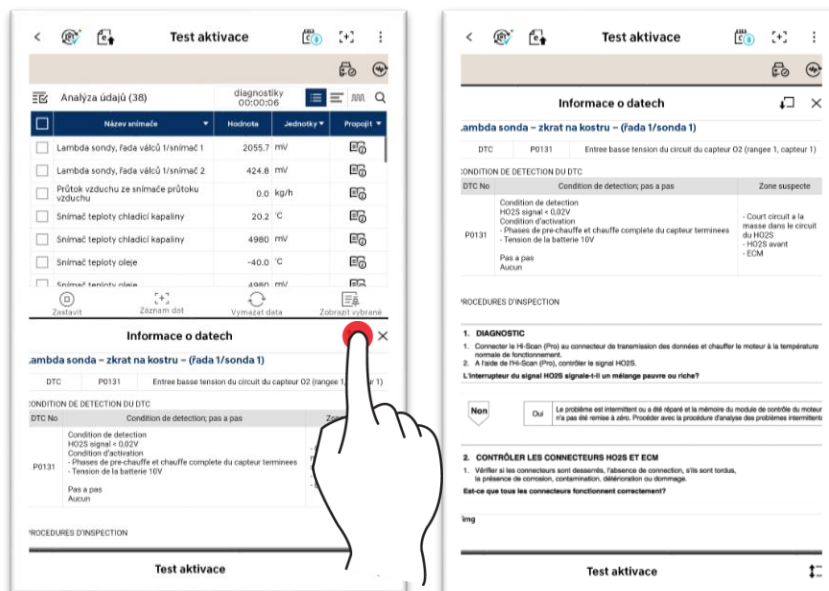 Test aktivace
Analýza údajů (38)
diagnostiky
00:00:06
Název snímače Hodnota Jednotky Propojit
Lambda sondy, řada válců 1/snímač 1 2055.7 mV
Lambda sondy, řada válců 1/snímač 2 424.8 mV
Průtok vzduchu ze snímače průtoku
vzduchu 0.0 kg/h
Snímač teploty chladicí kapaliny 20.2 °C
Snímač teploty chladicí kapaliny 4980 mV
Snímač teploty oleje -40.0 °C
Snímač teploty oleje 4980 mV
Zastavit Záznam dat Vymazat data Zobrazit vybrané
Informace o datech
ambda sonda – zkrat na kostru – (řada 1/sonda 1)
DTC P0131 Entree basse tension du circuit du capteur O2 (rangee 1, 1)
CONDITION DE DETECTION DU DTC
DTC No Condition de detection; pas a pas
P0131
Condition de detection
HO2S signal < 0,02V
Condition d'activation
- Phases de pre-chauffe et chauffe complete du capteur terminees
- Tension de la batterie 10V
Pas a pas
Aucun
PROCEDURES D'INSPECTION
Test aktivace
Test aktivace
Informace o datech
ambda sonda – zkrat na kostru – (řada 1/sonda 1)
DTC P0131 Entree basse tension du circuit du capteur O2 (rangee 1, capteur 1)
CONDITION DE DETECTION DU DTC
DTC No Condition de detection; pas a pas Zone suspecte
P0131
Condition de detection
HO2S signal < 0,02V
Condition d'activation
- Phases de pre-chauffe et chauffe complete du capteur terminees
- Tension de la batterie 10V
Pas a pas
Aucun
- Court circuit a la
masse dans le circuit
du HO2S
- HO2S avant
- ECM
PROCEDURES D'INSPECTION
1. DIAGNOSTIC
1. Connecter le Hi-Scan (Pro) au connecteur de transmission des données et chauffer le moteur à la température
normale de fonctionnement.
2. A l'aide de l'Hi-Scan (Pro), contrôler le signal HO2S.
L'interrupteur du signal HO2S signale-t-il un mélange pauvre ou riche?
Non
Oui
Le problème est intermittent ou a été réparé et la mémoire du module de contrôle du moteur
n'a pas été remise à zéro. Procéder avec la procédure d'analyse des problèmes intermittents
2. CONTRÔLER LES CONNECTEURS HO2S ET ECM
1. Vérifier si les connecteurs sont desserrés, l'absence de connection, s'ils sont tordus,
la présence de corrosion, contamination, détérioration ou dommage.
Est-ce que tous les connecteurs fonctionnent correctement?
img
Test aktivace